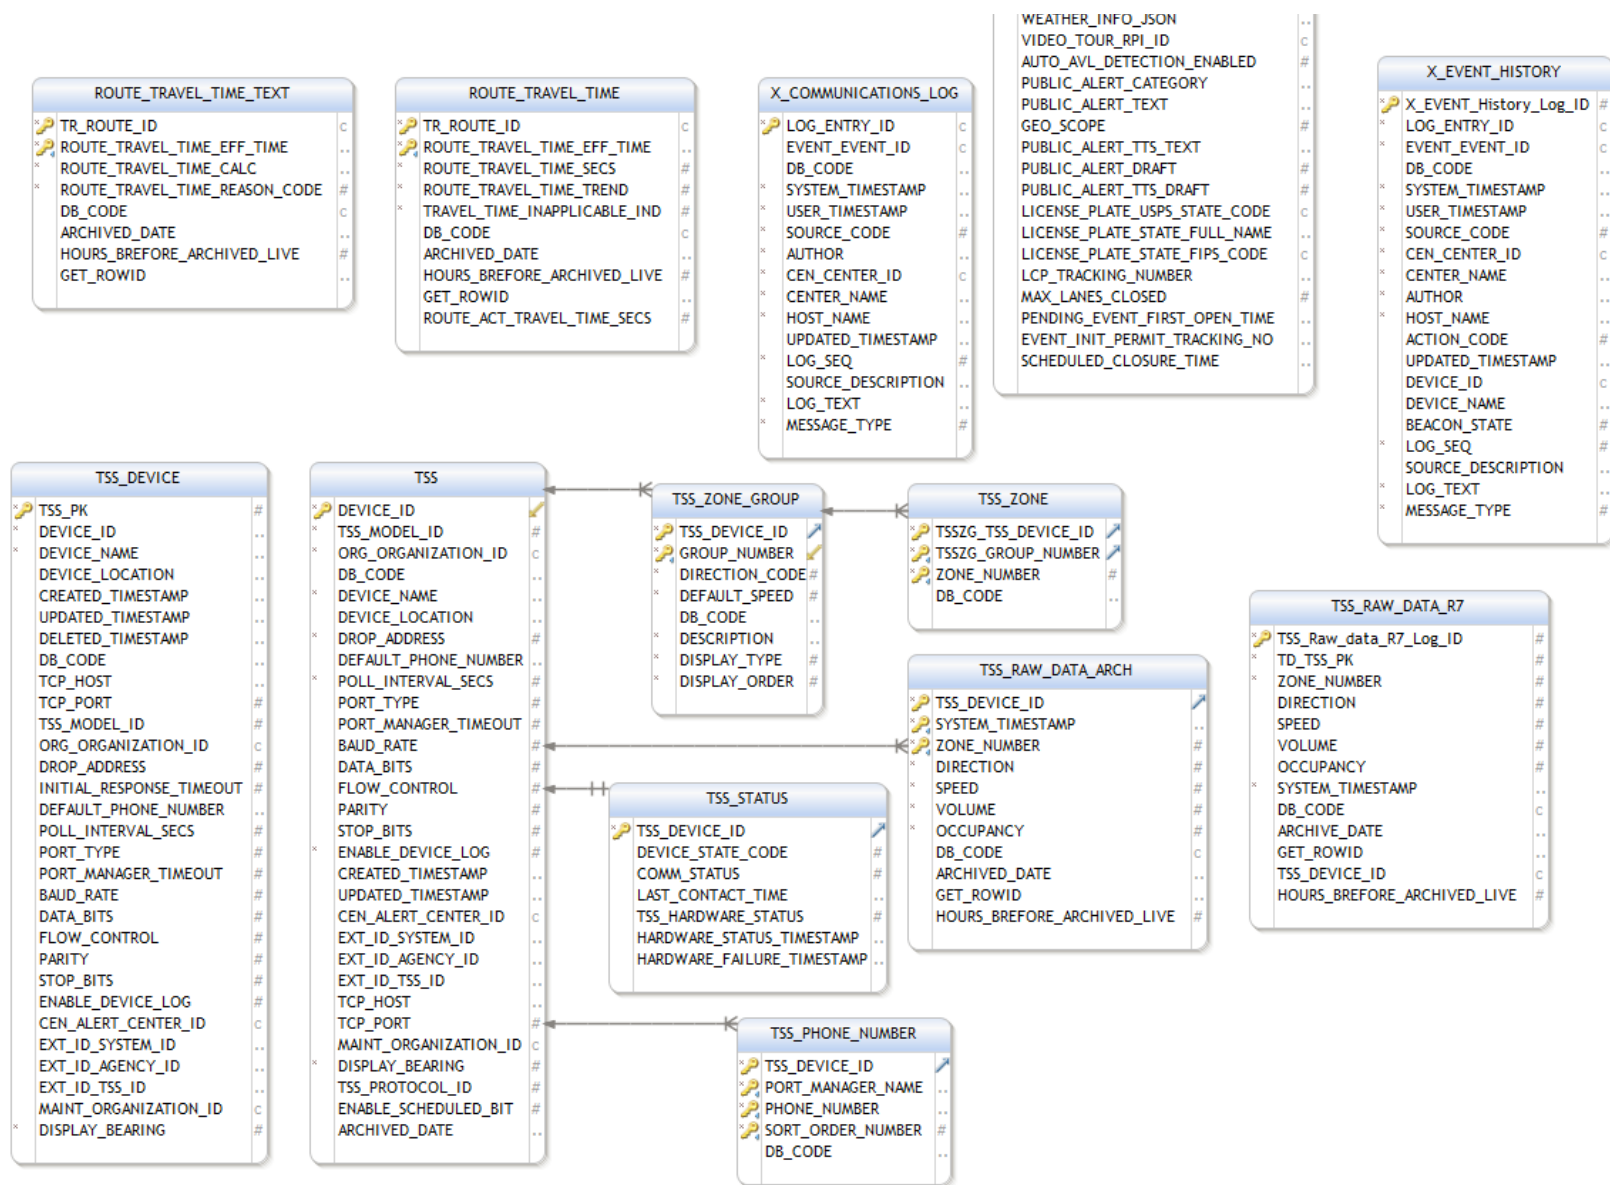 WEATHER_INFO_JSON
VIDEO_TOUR_RPI_ID
AUTO_AVL_DETECTION_ENABLED
PUBLIC_ALERT_CATEGORY
PUBLIC_ALERT_TEXT
GEO_SCOPE
PUBLIC_ALERT_TTS_TEXT
PUBLIC_ALERT_DRAFT
PUBLIC_ALERT_TTS_DRAFT
LICENSE_PLATE_USPS_STATE_CODE
LICENSE_PLATE_STATE_FULL_NAME
LICENSE_PLATE_STATE_FIPS_CODE
LCP_TRACKING_NUMBER
MAX_LANES_CLOSED
PENDING_EVENT_FIRST_OPEN_TIME
EVENT_INIT_PERMIT_TRACKING_NO
SCHEDULED_CLOSURE_TIME
ROUTE_TRAVEL_TIME_TEXT
TR_ROUTE_ID c
ROUTE_TRAVEL_TIME_EFF_TIME ..
ROUTE_TRAVEL_TIME_CALC ..
ROUTE_TRAVEL_TIME_REASON_CODE #
DB_CODE c
ARCHIVED_DATE ..
HOURS_BREFORE_ARCHIVED_LIVE #
GET_ROWID ..
ROUTE_TRAVEL_TIME
TR_ROUTE_ID c
ROUTE_TRAVEL_TIME_EFF_TIME ..
ROUTE_TRAVEL_TIME_SECS #
ROUTE_TRAVEL_TIME_TREND #
TRAVEL_TIME_INAPPLICABLE_IND #
DB_CODE c
ARCHIVED_DATE ..
HOURS_BREFORE_ARCHIVED_LIVE #
GET_ROWID ..
ROUTE_ACT_TRAVEL_TIME_SECS #
X_COMMUNICATIONS_LOG
LOG_ENTRY_ID c
EVENT_EVENT_ID c
DB_CODE ..
SYSTEM_TIMESTAMP ..
USER_TIMESTAMP ..
SOURCE_CODE #
AUTHOR ..
CEN_CENTER_ID c
CENTER_NAME ..
HOST_NAME ..
UPDATED_TIMESTAMP ..
LOG_SEQ #
SOURCE_DESCRIPTION ..
LOG_TEXT ..
MESSAGE_TYPE #
X_EVENT_HISTORY
X_EVENT_History_Log_ID #
LOG_ENTRY_ID c
EVENT_EVENT_ID c
DB_CODE ..
SYSTEM_TIMESTAMP ..
USER_TIMESTAMP ..
SOURCE_CODE #
CEN_CENTER_ID c
CENTER_NAME ..
AUTHOR ..
HOST_NAME ..
ACTION_CODE #
UPDATED_TIMESTAMP ..
DEVICE_ID c
DEVICE_NAME ..
BEACON_STATE #
LOG_SEQ #
SOURCE_DESCRIPTION ..
LOG_TEXT ..
MESSAGE_TYPE #
TSS_DEVICE
TSS_PK #
DEVICE_ID ..
DEVICE_NAME ..
DEVICE_LOCATION ..
CREATED_TIMESTAMP ..
UPDATED_TIMESTAMP ..
DELETED_TIMESTAMP ..
DB_CODE ..
TCP_HOST ..
TCP_PORT #
TSS_MODEL_ID #
ORG_ORGANIZATION_ID c
DROP_ADDRESS #
INITIAL_RESPONSE_TIMEOUT #
DEFAULT_PHONE_NUMBER ..
POLL_INTERVAL_SECS #
PORT_TYPE #
PORT_MANAGER_TIMEOUT #
BAUD_RATE #
DATA_BITS #
FLOW_CONTROL #
PARITY #
STOP_BITS #
ENABLE_DEVICE_LOG #
CEN_ALERT_CENTER_ID c
EXT_ID_SYSTEM_ID ..
EXT_ID_AGENCY_ID ..
EXT_ID_TSS_ID ..
MAINT_ORGANIZATION_ID c
DISPLAY_BEARING #
TSS
DEVICE_ID
TSS_MODEL_ID #
ORG_ORGANIZATION_ID c
DB_CODE ..
DEVICE_NAME ..
DEVICE_LOCATION ..
DROP_ADDRESS #
DEFAULT_PHONE_NUMBER ..
POLL_INTERVAL_SECS #
PORT_TYPE #
PORT_MANAGER_TIMEOUT #
BAUD_RATE #
DATA_BITS #
FLOW_CONTROL #
PARITY #
STOP_BITS #
ENABLE_DEVICE_LOG #
CREATED_TIMESTAMP ..
UPDATED_TIMESTAMP ..
CEN_ALERT_CENTER_ID c
EXT_ID_SYSTEM_ID ..
EXT_ID_AGENCY_ID ..
EXT_ID_TSS_ID ..
TCP_HOST ..
TCP_PORT #
MAINT_ORGANIZATION_ID c
DISPLAY_BEARING #
TSS_PROTOCOL_ID #
ENABLE_SCHEDULED_BIT #
ARCHIVED_DATE ..
TSS_ZONE_GROUP
TSS_DEVICE_ID
GROUP_NUMBER
DIRECTION_CODE #
DEFAULT_SPEED #
DB_CODE ..
DESCRIPTION ..
DISPLAY_TYPE #
DISPLAY_ORDER #
TSS_ZONE
TSSZG_TSS_DEVICE_ID
TSSZG_GROUP_NUMBER
ZONE_NUMBER #
DB_CODE ..
TSS_RAW_DATA_ARCH
TSS_DEVICE_ID
SYSTEM_TIMESTAMP ..
ZONE_NUMBER #
DIRECTION #
SPEED #
VOLUME #
OCCUPANCY #
DB_CODE c
ARCHIVED_DATE ..
GET_ROWID ..
HOURS_BREFORE_ARCHIVED_LIVE #
TSS_STATUS
TSS_DEVICE_ID
DEVICE_STATE_CODE #
COMM_STATUS #
LAST_CONTACT_TIME ..
TSS_HARDWARE_STATUS #
HARDWARE_STATUS_TIMESTAMP ..
HARDWARE_FAILURE_TIMESTAMP ..
TSS_PHONE_NUMBER
TSS_DEVICE_ID
PORT_MANAGER_NAME ..
PHONE_NUMBER ..
SORT_ORDER_NUMBER #
DB_CODE ..
TSS_RAW_DATA_R7
TSS_Raw_data_R7_Log_ID #
TD_TSS_PK #
ZONE_NUMBER #
DIRECTION #
SPEED #
VOLUME #
OCCUPANCY #
SYSTEM_TIMESTAMP ..
DB_CODE c
ARCHIVE_DATE ..
GET_ROWID ..
TSS_DEVICE_ID c
HOURS_BREFORE_ARCHIVED_LIVE #